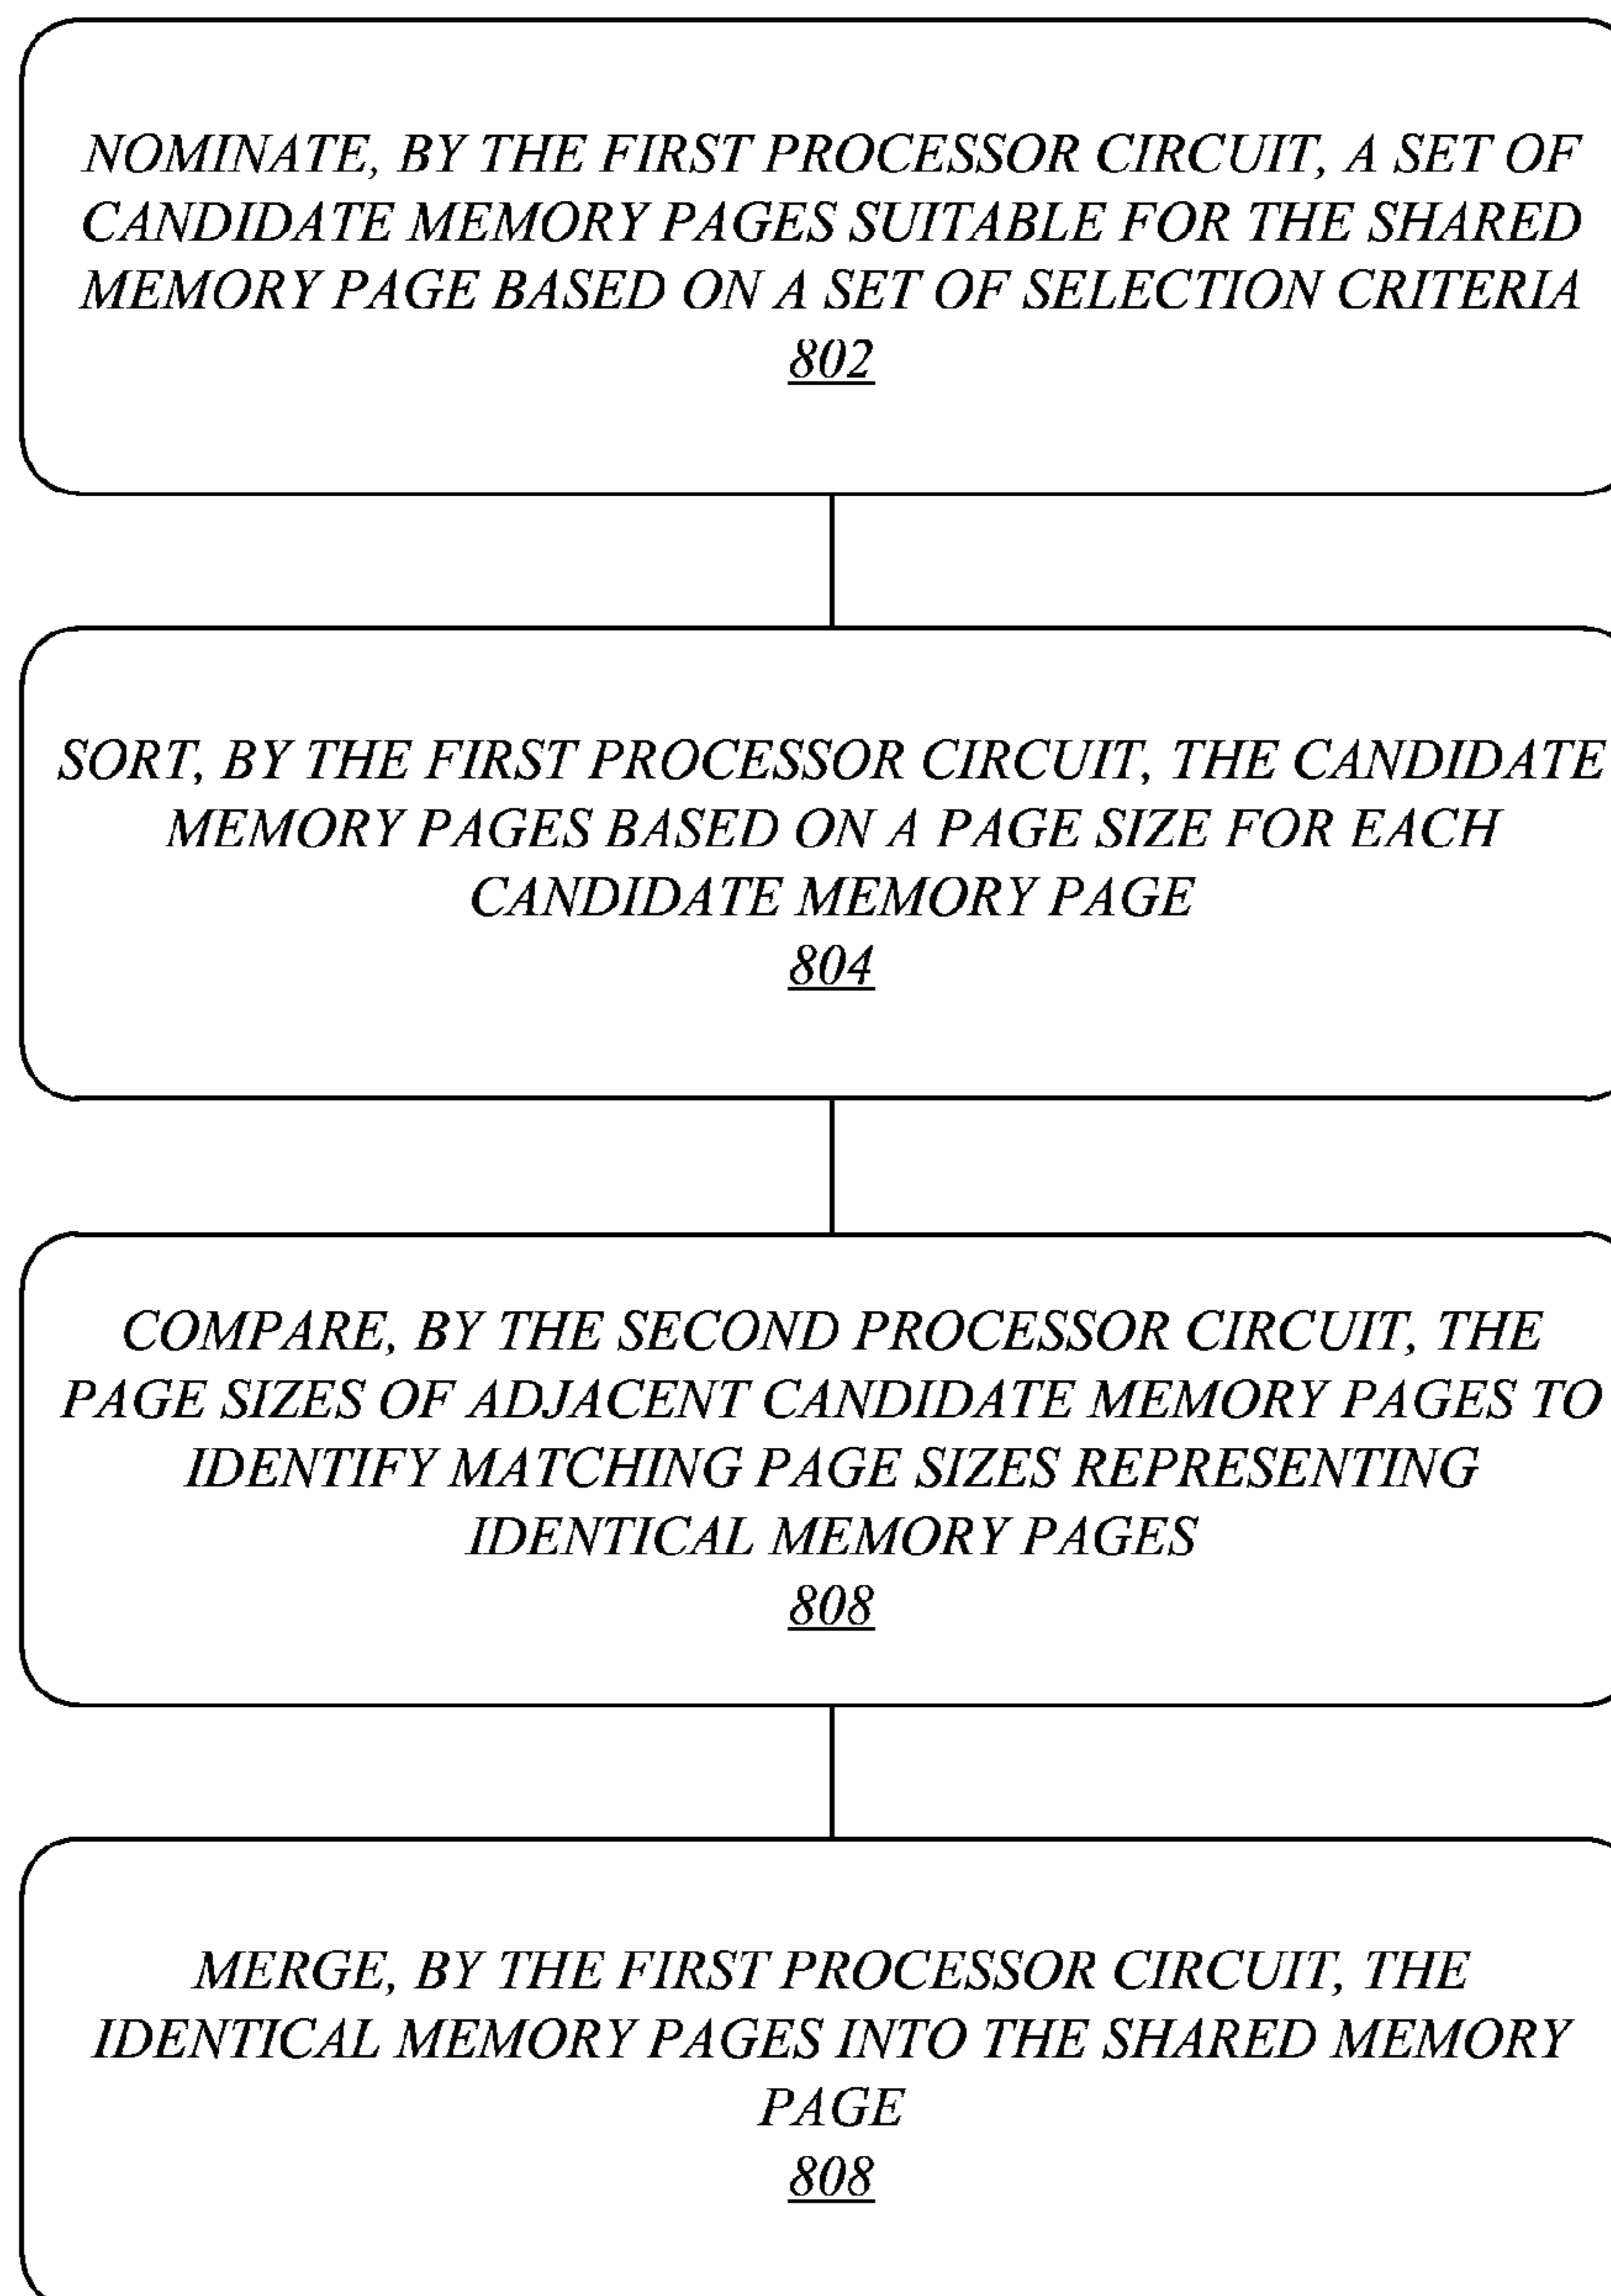 NOMINATE, BY THE FIRST PROCESSOR CIRCUIT, A SET OF
CANDIDATE MEMORY PAGES SUITABLE FOR THE SHARED
MEMORY PAGE BASED ON A SET OF SELECTION CRITERIA
802
SORT, BY THE FIRST PROCESSOR CIRCUIT, THE CANDIDATE
MEMORY PAGES BASED ON A PAGE SIZE FOR EACH
CANDIDATE MEMORY PAGE
804
COMPARE, BY THE SECOND PROCESSOR CIRCUIT, THE
PAGE SIZES OF ADJACENT CANDIDATE MEMORY PAGES TO
IDENTIFY MATCHING PAGE SIZES REPRESENTING
IDENTICAL MEMORY PAGES
808
MERGE, BY THE FIRST PROCESSOR CIRCUIT, THE
IDENTICAL MEMORY PAGES INTO THE SHARED MEMORY
PAGE
808